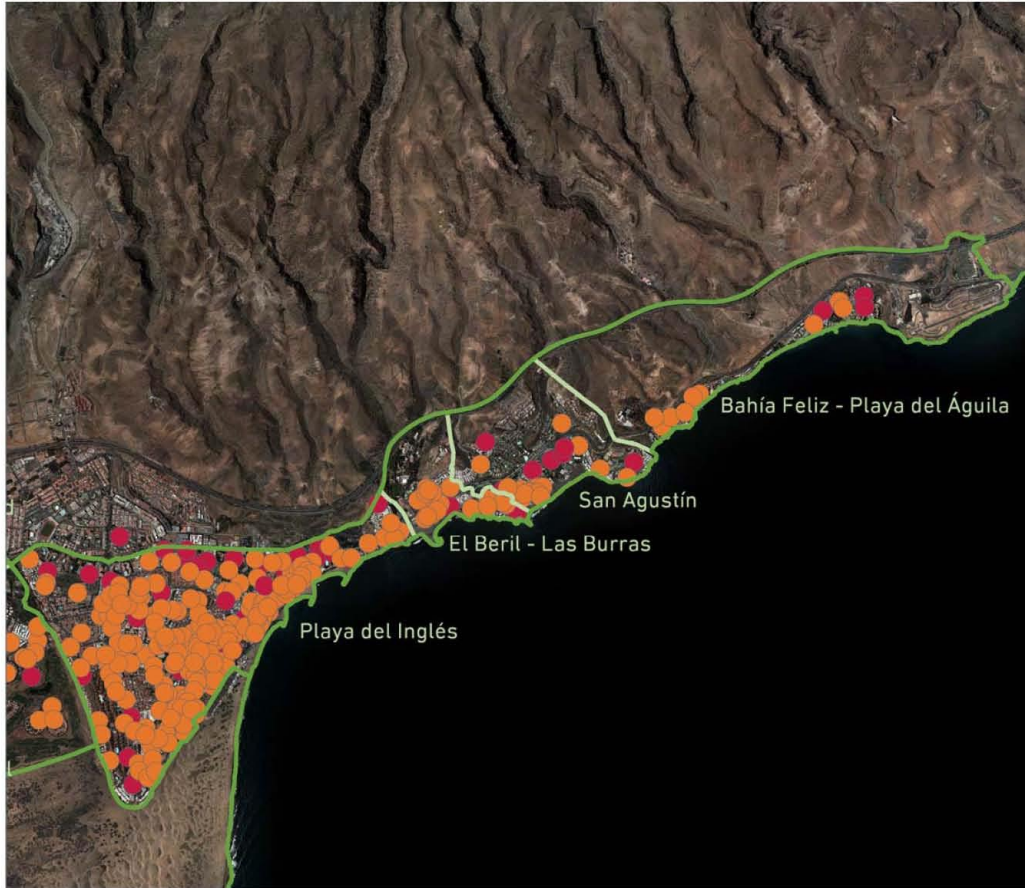 Bahía Feliz - Playa del Águila
San Agustín
El Beril - Las Burras
Playa del Inglés